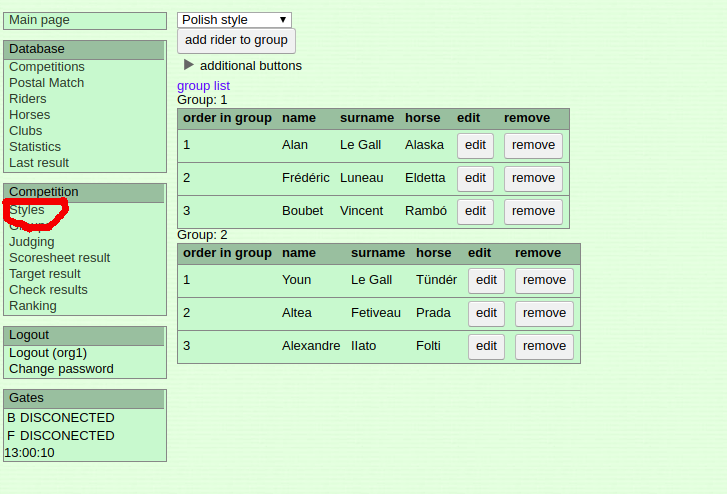 Main page
Database
Competitions
Postal Match
Riders
Horses
Clubs
Statistics
Last result
Competition
Styles
Judging
Scoresheet result
Target result
Check results
Ranking
Logout
Logout (org1)
Change password
Gates
B DISCONECTED
F DISCONECTED
13:00:10
Polish style
add rider to group
additional buttons
group list
Group: 1
order in group name surname horse edit remove
1 Alan Le Gall Alaska edit remove
2 Frédéric Luneau Eldetta edit remove
3 Boubet Vincent Rambó edit remove
Group: 2
order in group name surname horse edit remove
1 Youn Le Gall Tündér edit remove
2 Altea Fetiveau Prada edit remove
3 Alexandre Ilato Folti edit remove